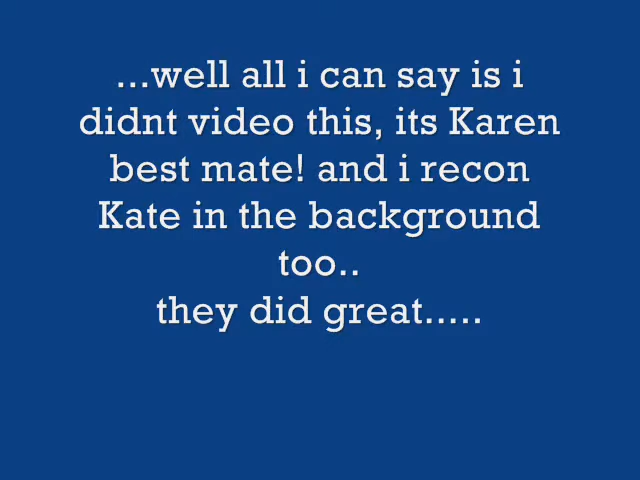 ...well all i can say is i
didnt video this, its Karen
best mate! and i recon
Kate in the background
too..
they did great.....